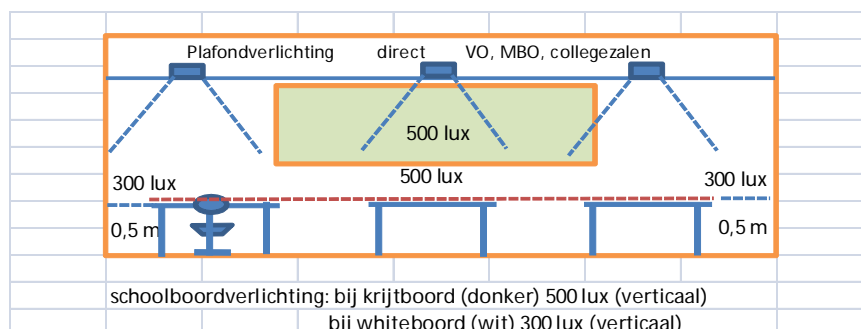 Plafondverlichting direct VO, MBO, collegezalen
500 lux
500 lux
300 lux 300 lux
0,5 m 0,5 m
schoolboordverlichting: bij krijtboord (donker) 500 lux (verticaal)
bij whiteboord (wit) 300 lux (verticaal)